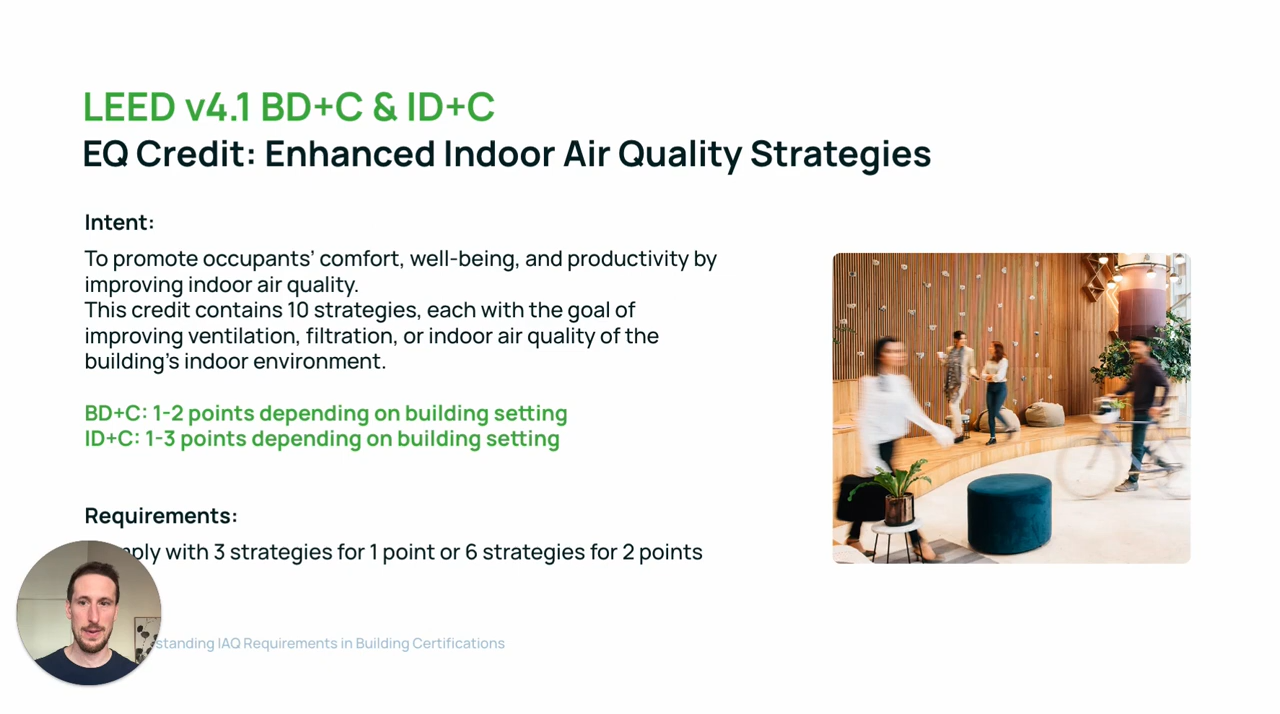 LEED v4.1 BD+C & ID+C
EQ Credit: Enhanced Indoor Air Quality Strategies
Intent:
To promote occupants’ comfort, well-being, and productivity by
improving indoor air quality.
This credit contains 10 strategies, each with the goal of
improving ventilation, filtration, or indoor air quality of the
building’s indoor environment.
BD+C: 1-2 points depending on building setting
ID+C: 1-3 points depending on building setting
Requirements:
with 3 strategies for 1 point or 6 strategies for 2 points
IAQ Requirements in Building Certifications